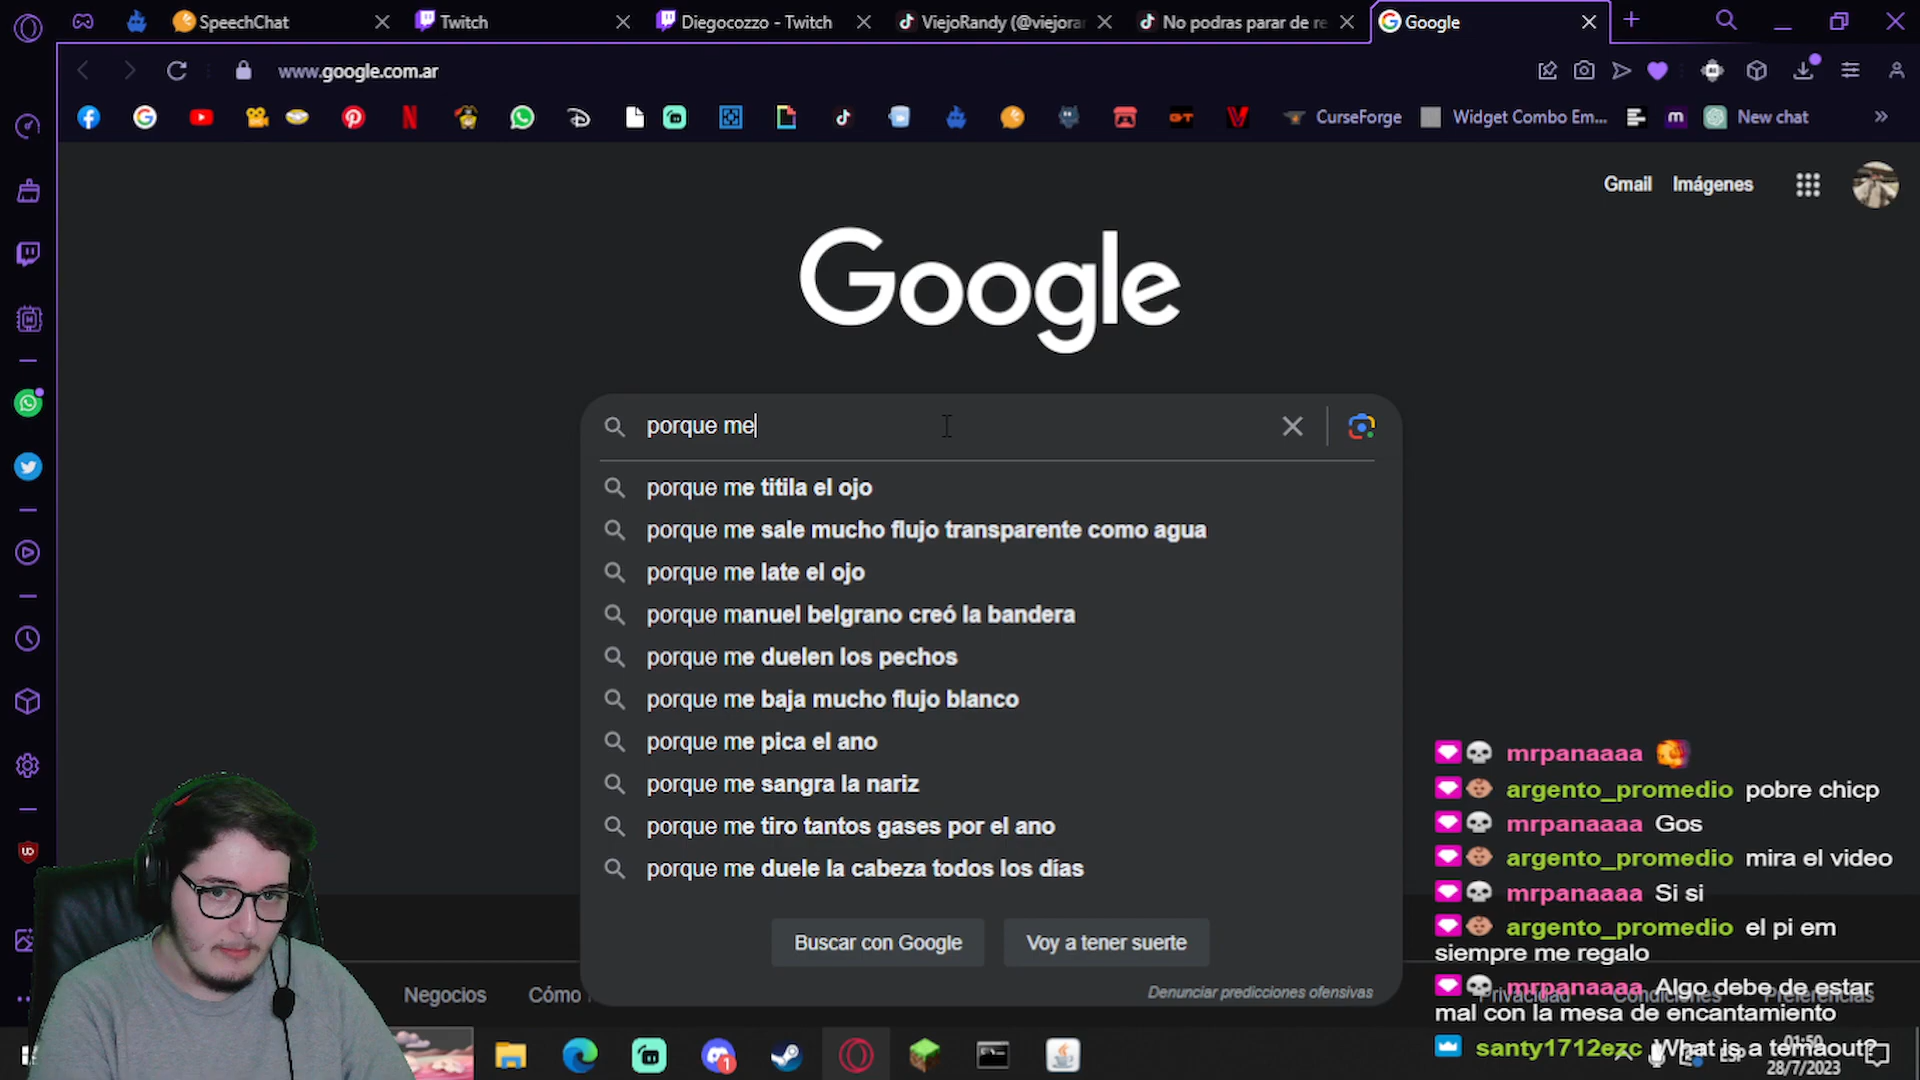 SpeechChat
Twitch
Diegocozzo - Twitch
ViejoRandy (@viejorar
No podras parar de re
Google
www.google.com.ar
CurseForge
Widget Combo Em...
New chat
Gmail
Imágenes
Google
porque me
porque me titila el ojo
porque me sale mucho flujo transparente como agua
porque me late el ojo
porque manuel belgrano creó la bandera
porque me duelen los pechos
porque me baja mucho flujo blanco
porque me pica el ano
porque me sangra la nariz
porque me tiro tantos gases por el ano
porque me duele la cabeza todos los días
Buscar con Google
Voy a tener suerte
Denunciar predicciones ofensivas
Negocios
Cómo
Privacidad
Condiciones
Preferencias
mrpanaaaa
argento_promedio pobre chicp
mrpanaaaa Gos
argento_promedio mira el video
mrpanaaaa Si si
argento_promedio el pi em
siempre me regalo
mrpanaaaa Algo debe de estar
mal con la mesa de encantamiento
santy1712ezc What is a temaout?
ESP
01:50
28/7/2023